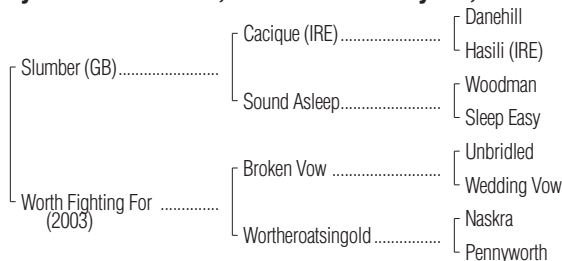 Danehill
Cacique (IRE)
Hasili (IRE)
Slumber (GB)
Woodman
Sound Asleep
Sleep Easy
Unbridled
Broken Vow
Wedding Vow
Worth Fighting For
(2003)
Naskra
Wortheroatsingold
Pennyworth